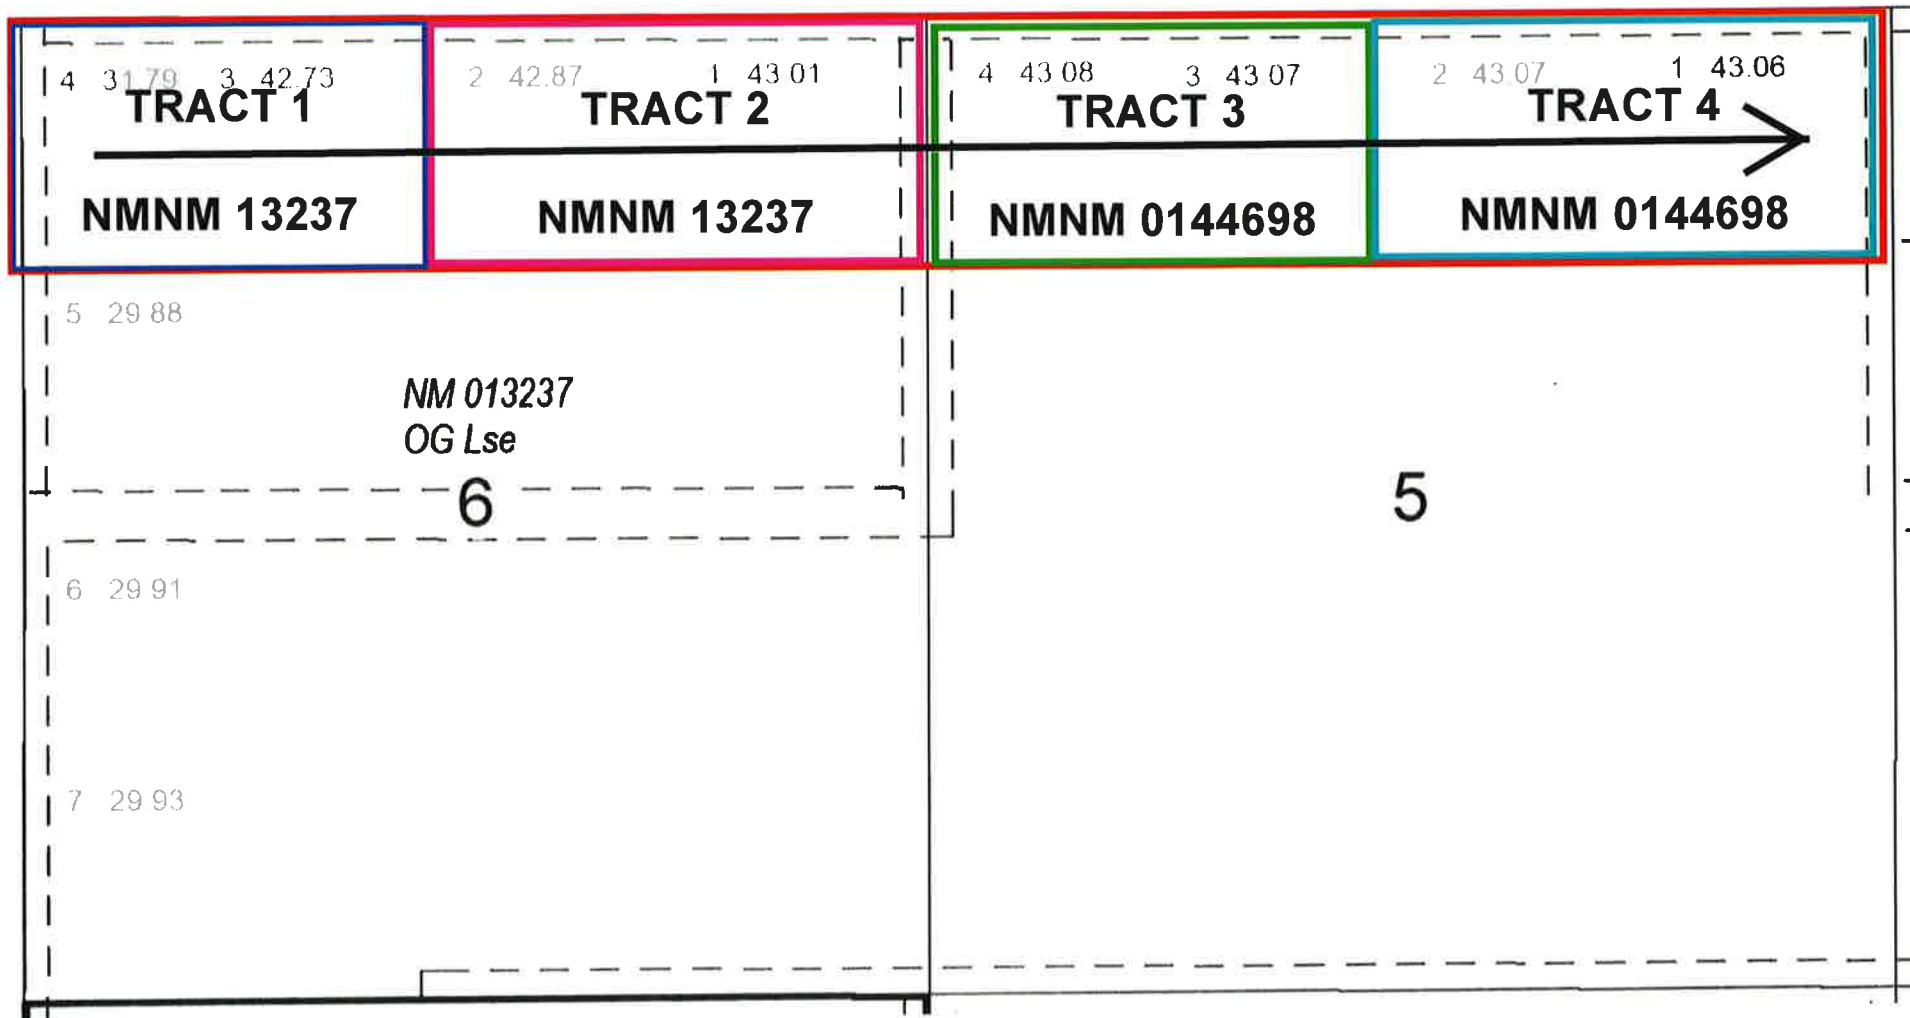 4 31.79 3 42.73 2 42.87 1 43 01 4 43 08 3 43 07 2 43.07 1 43.06
TRACT 1 TRACT 2 TRACT 3 TRACT 4
NMNM 13237 NMNM 13237 NMNM 0144698 NMNM 0144698
5 29 88
NM 013237
OG Lse
6 5
6 29 91
7 29 93